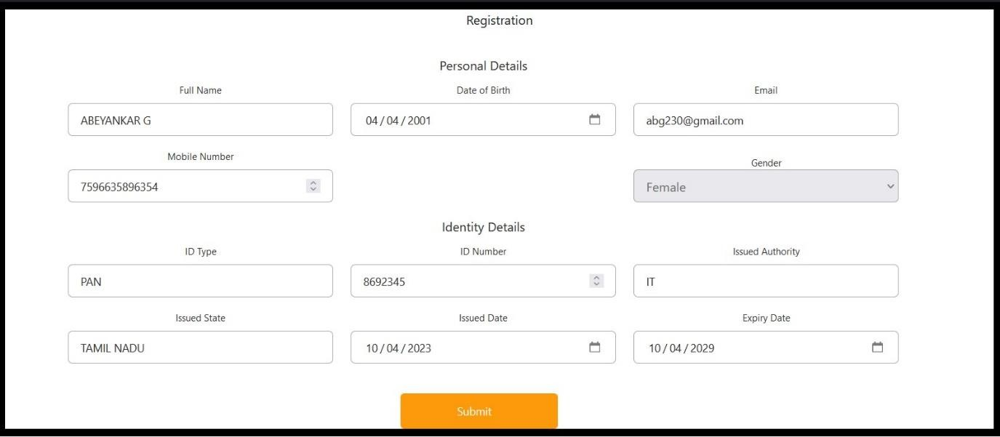 Registration
Personal Details
Full Name Date of Birth Email
ABEYANKAR G 04 / 04 / 2001 abg230@gmail.com
Mobile Number Gender
7596635896354 Female
Identity Details
ID Type ID Number Issued Authority
PAN 8692345 IT
Issued State Issued Date Expiry Date
TAMIL NADU 10 / 04 / 2023 10 / 04 / 2029
Submit